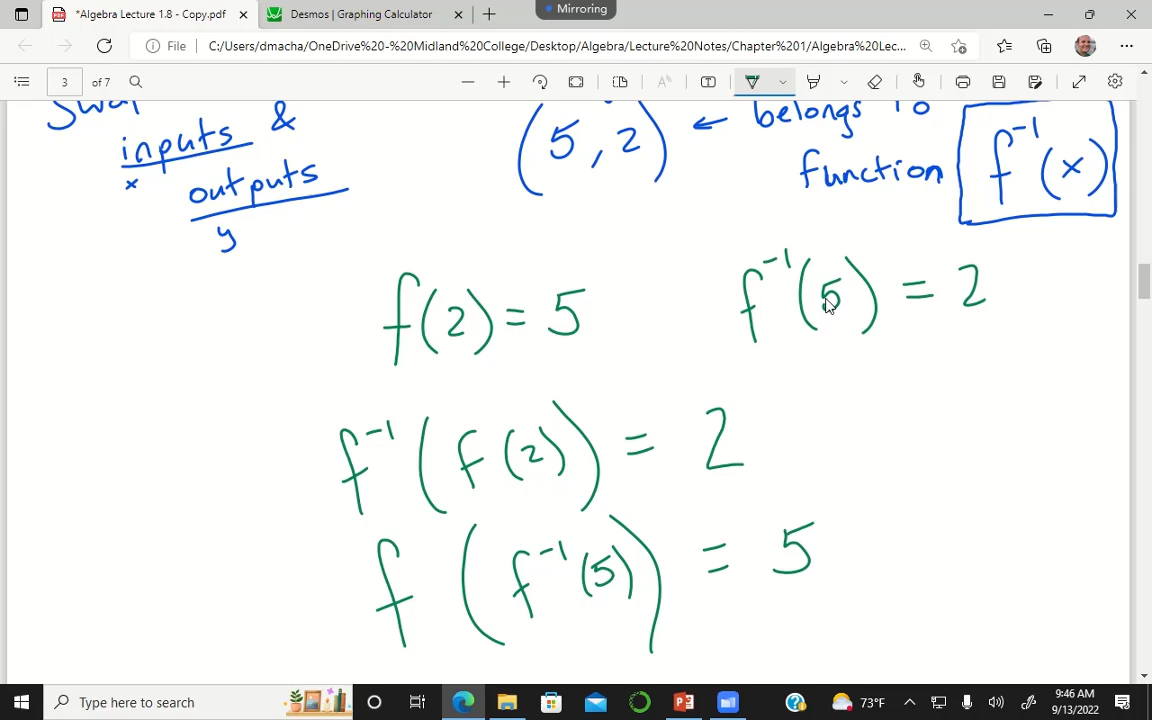 Mirroring
*Algebra Lecture 1.8 - Copy.pdf
Desmos | Graphing Calculator
File
C:/Users/dmacha/OneDrive%20-%20Midland%20College/Desktop/Algebra/Lecture%20Notes/Chapter%201/Algebra%20Lec...
3 of 7
Swap
inputs &
x
outputs
y
(5, 2) ← belongs to
function f⁻¹(x)
f(2) = 5
f⁻¹(5) = 2
f⁻¹(f(2)) = 2
f(f⁻¹(5)) = 5
Type here to search
73°F
9:46 AM
9/13/2022